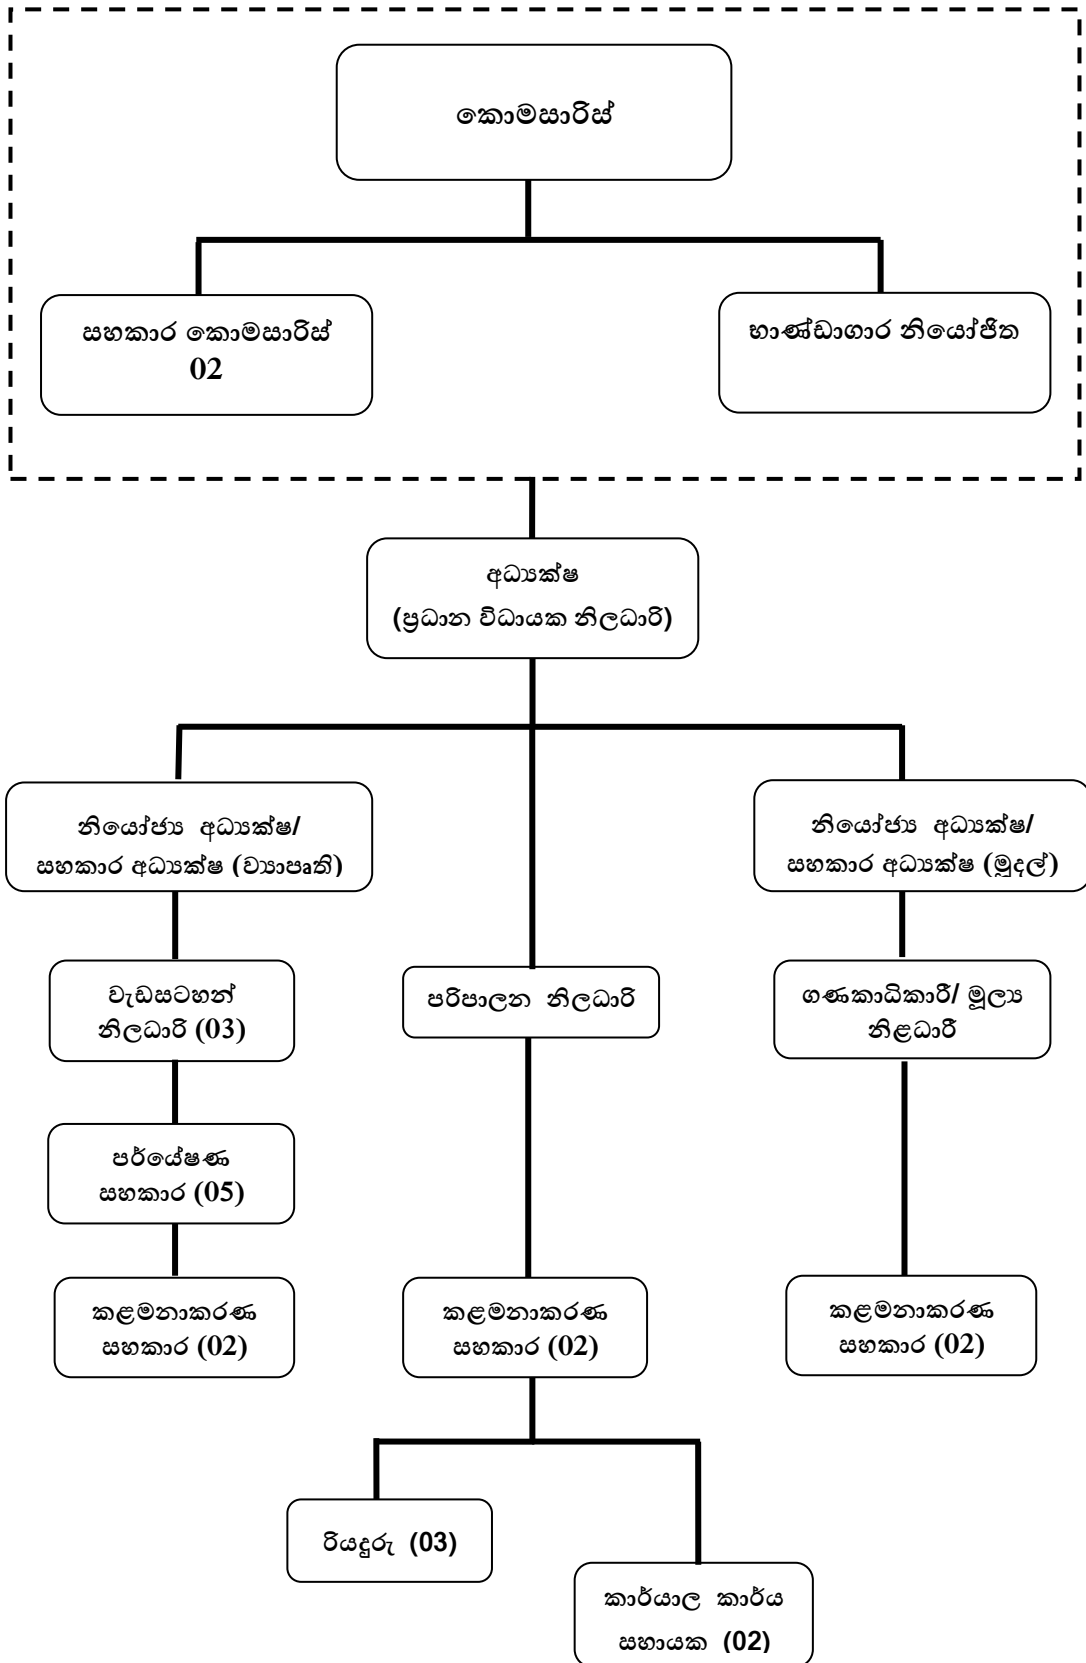 කොමසාරිස්
සහකාර කොමසාරිස්
02
භාණ්ඩාගාර නියෝජිත
අධ්‍යක්ෂ
(ප්‍රධාන විධායක නිලධාරි)
නියෝජ්‍ය අධ්‍යක්ෂ/
සහකාර අධ්‍යක්ෂ (ව්‍යාපෘති)
නියෝජ්‍ය අධ්‍යක්ෂ/
සහකාර අධ්‍යක්ෂ (මුදල්)
වැඩසටහන්
නිලධාරි (03)
පරිපාලන නිලධාරි
ගණකාධිකාරී/ මූල්‍ය
නිළධාරී
පර්යේෂණ
සහකාර (05)
කළමනාකරණ
සහකාර (02)
කළමනාකරණ
සහකාර (02)
කළමනාකරණ
සහකාර (02)
රියදුරු (03)
කාර්යාල කාර්ය
සහායක (02)